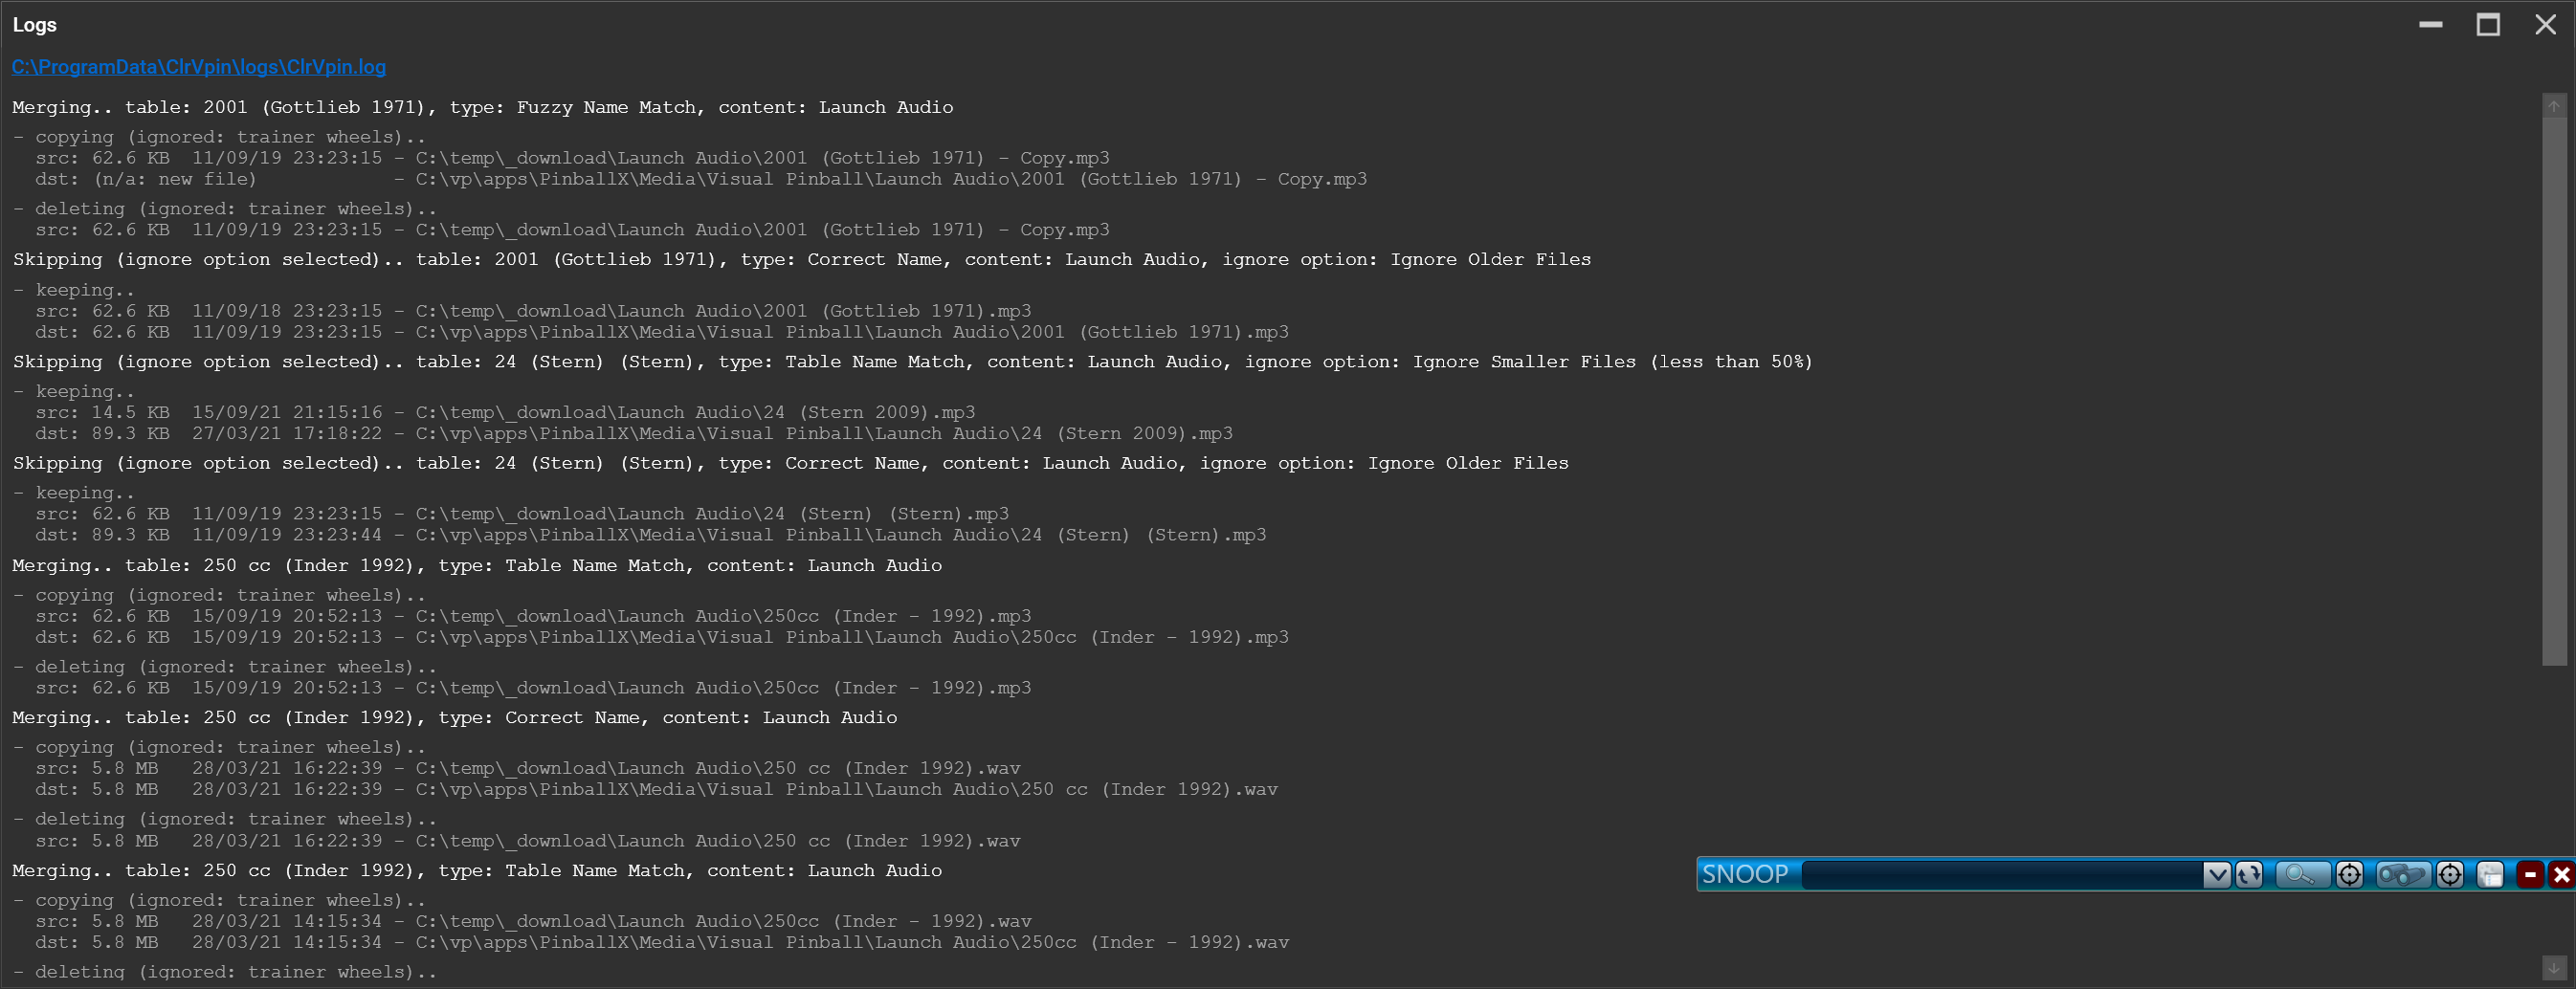 Logs
C:\ProgramData\ClrVpin\logs\ClrVpin.log
Merging.. table: 2001 (Gottlieb 1971), type: Fuzzy Name Match, content: Launch Audio
- copying (ignored: trainer wheels)..
src: 62.6 KB  11/09/19 23:23:15 - C:\temp\_download\Launch Audio\2001 (Gottlieb 1971) - Copy.mp3
dst: (n/a: new file)            - C:\vp\apps\PinballX\Media\Visual Pinball\Launch Audio\2001 (Gottlieb 1971) - Copy.mp3
- deleting (ignored: trainer wheels)..
src: 62.6 KB  11/09/19 23:23:15 - C:\temp\_download\Launch Audio\2001 (Gottlieb 1971) - Copy.mp3
Skipping (ignore option selected).. table: 2001 (Gottlieb 1971), type: Correct Name, content: Launch Audio, ignore option: Ignore Older Files
- keeping..
src: 62.6 KB  11/09/18 23:23:15 - C:\temp\_download\Launch Audio\2001 (Gottlieb 1971).mp3
dst: 62.6 KB  11/09/19 23:23:15 - C:\vp\apps\PinballX\Media\Visual Pinball\Launch Audio\2001 (Gottlieb 1971).mp3
Skipping (ignore option selected).. table: 24 (Stern) (Stern), type: Table Name Match, content: Launch Audio, ignore option: Ignore Smaller Files (less than 50%)
- keeping..
src: 14.5 KB  15/09/21 21:15:16 - C:\temp\_download\Launch Audio\24 (Stern 2009).mp3
dst: 89.3 KB  27/03/21 17:18:22 - C:\vp\apps\PinballX\Media\Visual Pinball\Launch Audio\24 (Stern 2009).mp3
Skipping (ignore option selected).. table: 24 (Stern) (Stern), type: Correct Name, content: Launch Audio, ignore option: Ignore Older Files
- keeping..
src: 62.6 KB  11/09/19 23:23:15 - C:\temp\_download\Launch Audio\24 (Stern) (Stern).mp3
dst: 89.3 KB  11/09/19 23:23:44 - C:\vp\apps\PinballX\Media\Visual Pinball\Launch Audio\24 (Stern) (Stern).mp3
Merging.. table: 250 cc (Inder 1992), type: Table Name Match, content: Launch Audio
- copying (ignored: trainer wheels)..
src: 62.6 KB  15/09/19 20:52:13 - C:\temp\_download\Launch Audio\250cc (Inder - 1992).mp3
dst: 62.6 KB  15/09/19 20:52:13 - C:\vp\apps\PinballX\Media\Visual Pinball\Launch Audio\250cc (Inder - 1992).mp3
- deleting (ignored: trainer wheels)..
src: 62.6 KB  15/09/19 20:52:13 - C:\temp\_download\Launch Audio\250cc (Inder - 1992).mp3
Merging.. table: 250 cc (Inder 1992), type: Correct Name, content: Launch Audio
- copying (ignored: trainer wheels)..
src: 5.8 MB   28/03/21 16:22:39 - C:\temp\_download\Launch Audio\250 cc (Inder 1992).wav
dst: 5.8 MB   28/03/21 16:22:39 - C:\vp\apps\PinballX\Media\Visual Pinball\Launch Audio\250 cc (Inder 1992).wav
- deleting (ignored: trainer wheels)..
src: 5.8 MB   28/03/21 16:22:39 - C:\temp\_download\Launch Audio\250 cc (Inder 1992).wav
Merging.. table: 250 cc (Inder 1992), type: Table Name Match, content: Launch Audio
SNOOP
- copying (ignored: trainer wheels)..
src: 5.8 MB   28/03/21 14:15:34 - C:\temp\_download\Launch Audio\250cc (Inder - 1992).wav
dst: 5.8 MB   28/03/21 14:15:34 - C:\vp\apps\PinballX\Media\Visual Pinball\Launch Audio\250cc (Inder - 1992).wav
- deleting (ignored: trainer wheels)..